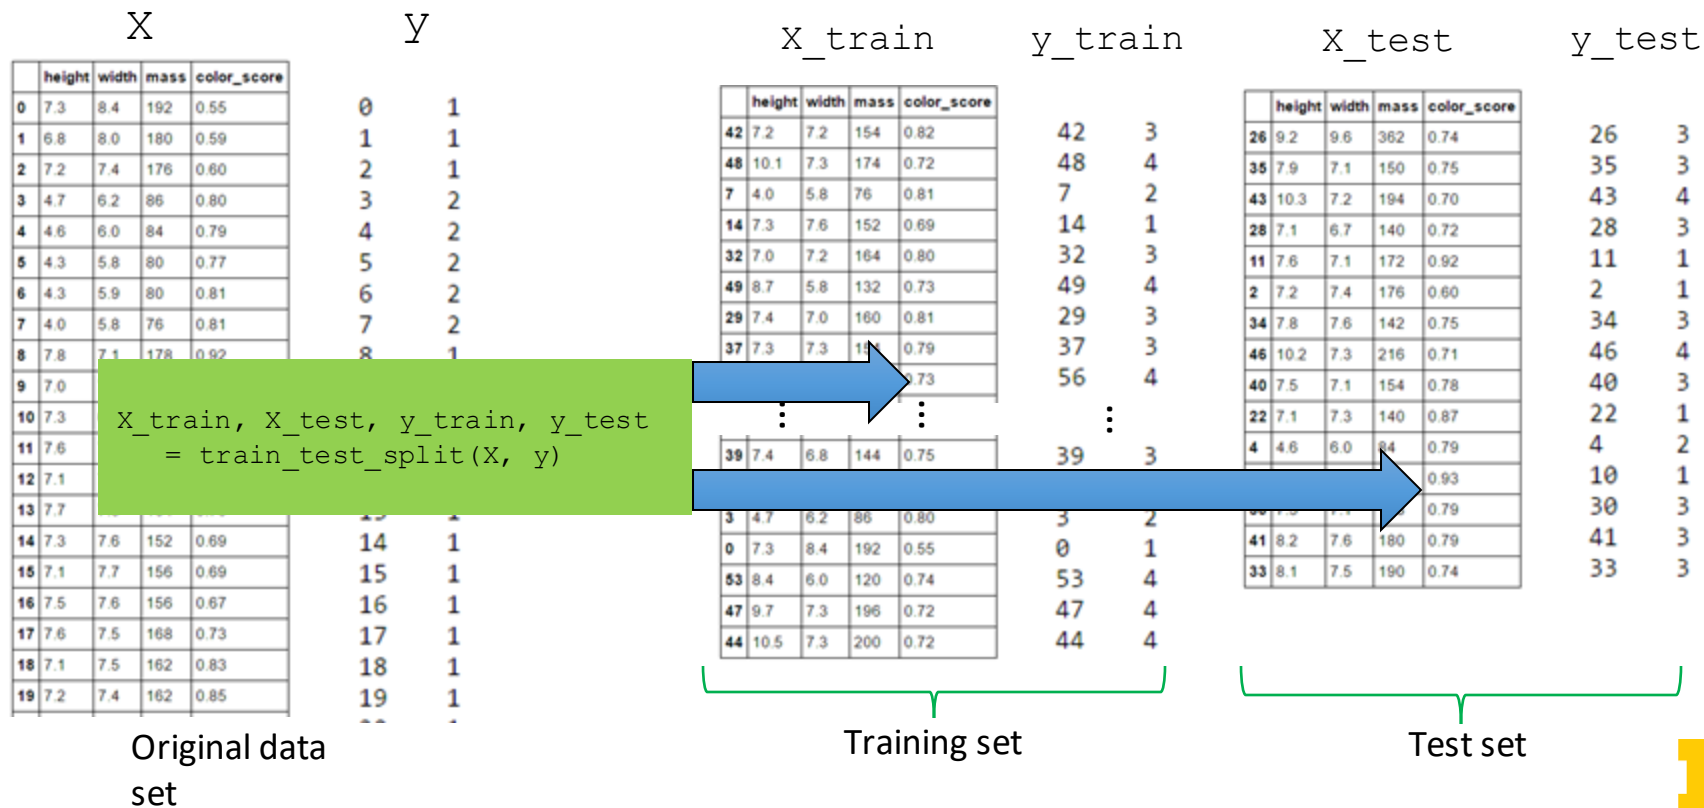 X y
height width mass color_score
0 7.3 8.4 192 0.55 0 1
1 6.8 8.0 180 0.59 1 1
2 7.2 7.4 176 0.60 2 1
3 4.7 6.2 86 0.80 3 2
4 4.6 6.0 84 0.79 4 2
5 4.3 5.8 80 0.77 5 2
6 4.3 5.9 80 0.81 6 2
7 4.0 5.8 76 0.81 7 2
8 7.8 7.1 178 0.92 8 1
9 7.0
10 7.3
11 7.6
12 7.1
13 7.7
14 7.3 7.6 152 0.69 14 1
15 7.1 7.7 156 0.69 15 1
16 7.5 7.6 156 0.67 16 1
17 7.6 7.5 168 0.73 17 1
18 7.1 7.5 162 0.83 18 1
19 7.2 7.4 162 0.85 19 1
Original data
set
X_train, X_test, y_train, y_test
= train_test_split(X, y)
X_train y_train
height width mass color_score
42 7.2 7.2 154 0.82 42 3
48 10.1 7.3 174 0.72 48 4
7 4.0 5.8 76 0.81 7 2
14 7.3 7.6 152 0.69 14 1
32 7.0 7.2 164 0.80 32 3
49 8.7 5.8 132 0.73 49 4
29 7.4 7.0 160 0.81 29 3
37 7.3 7.3 0.79 37 3
0.73 56 4
⋮ ⋮ ⋮
39 7.4 6.8 144 0.75 39 3
3 4.7 6.2 86 0.80 3 2
0 7.3 8.4 192 0.55 0 1
53 8.4 6.0 120 0.74 53 4
47 9.7 7.3 196 0.72 47 4
44 10.5 7.3 200 0.72 44 4
Training set
X_test y_test
height width mass color_score
26 9.2 9.6 362 0.74 26 3
35 7.9 7.1 150 0.75 35 3
43 10.3 7.2 194 0.70 43 4
28 7.1 6.7 140 0.72 28 3
11 7.6 7.1 172 0.92 11 1
2 7.2 7.4 176 0.60 2 1
34 7.8 7.6 142 0.75 34 3
46 10.2 7.3 216 0.71 46 4
40 7.5 7.1 154 0.78 40 3
22 7.1 7.3 140 0.87 22 1
4 4.6 6.0 84 0.79 4 2
0.93 10 1
0.79 30 3
41 8.2 7.6 180 0.79 41 3
33 8.1 7.5 190 0.74 33 3
Test set